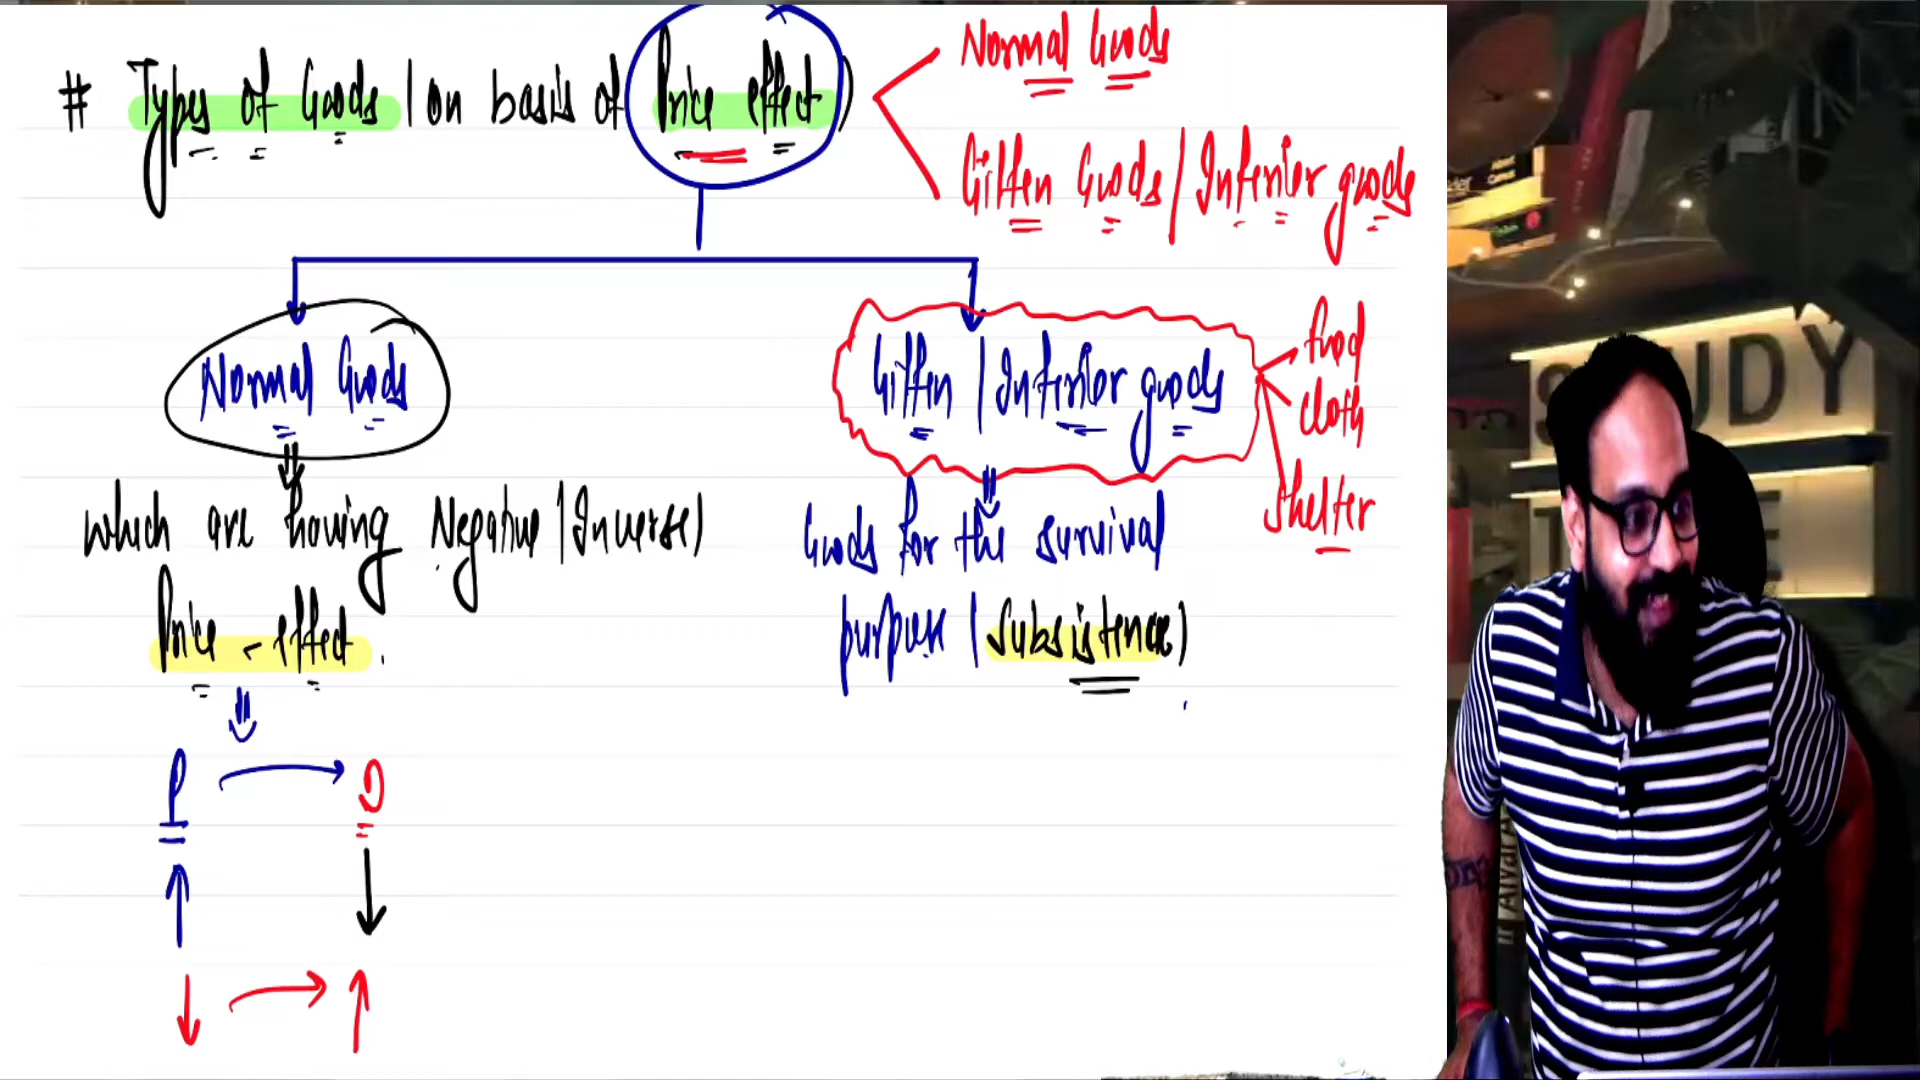 # Types of Goods (on basis of Price effect)
Normal Goods
Giffen Goods / Inferior goods
Normal Goods
Giffen / Inferior goods
food
cloth
shelter
which are having Negative (Inverse)
Price - effect.
Goods for the survival
purpose (Subsistence)
P → D
↑ ↓
↓ → ↑
STUDY